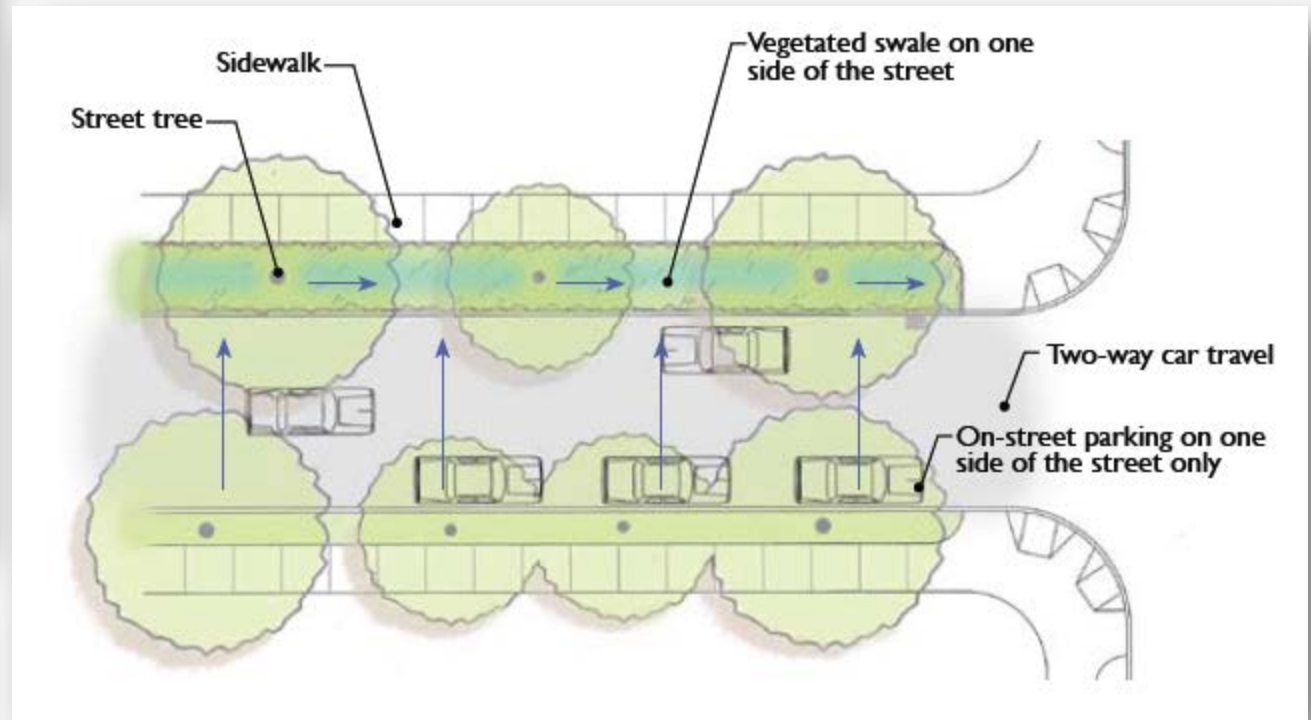 Sidewalk
Street tree
Vegetated swale on one
side of the street
Two-way car travel
On-street parking on one
side of the street only